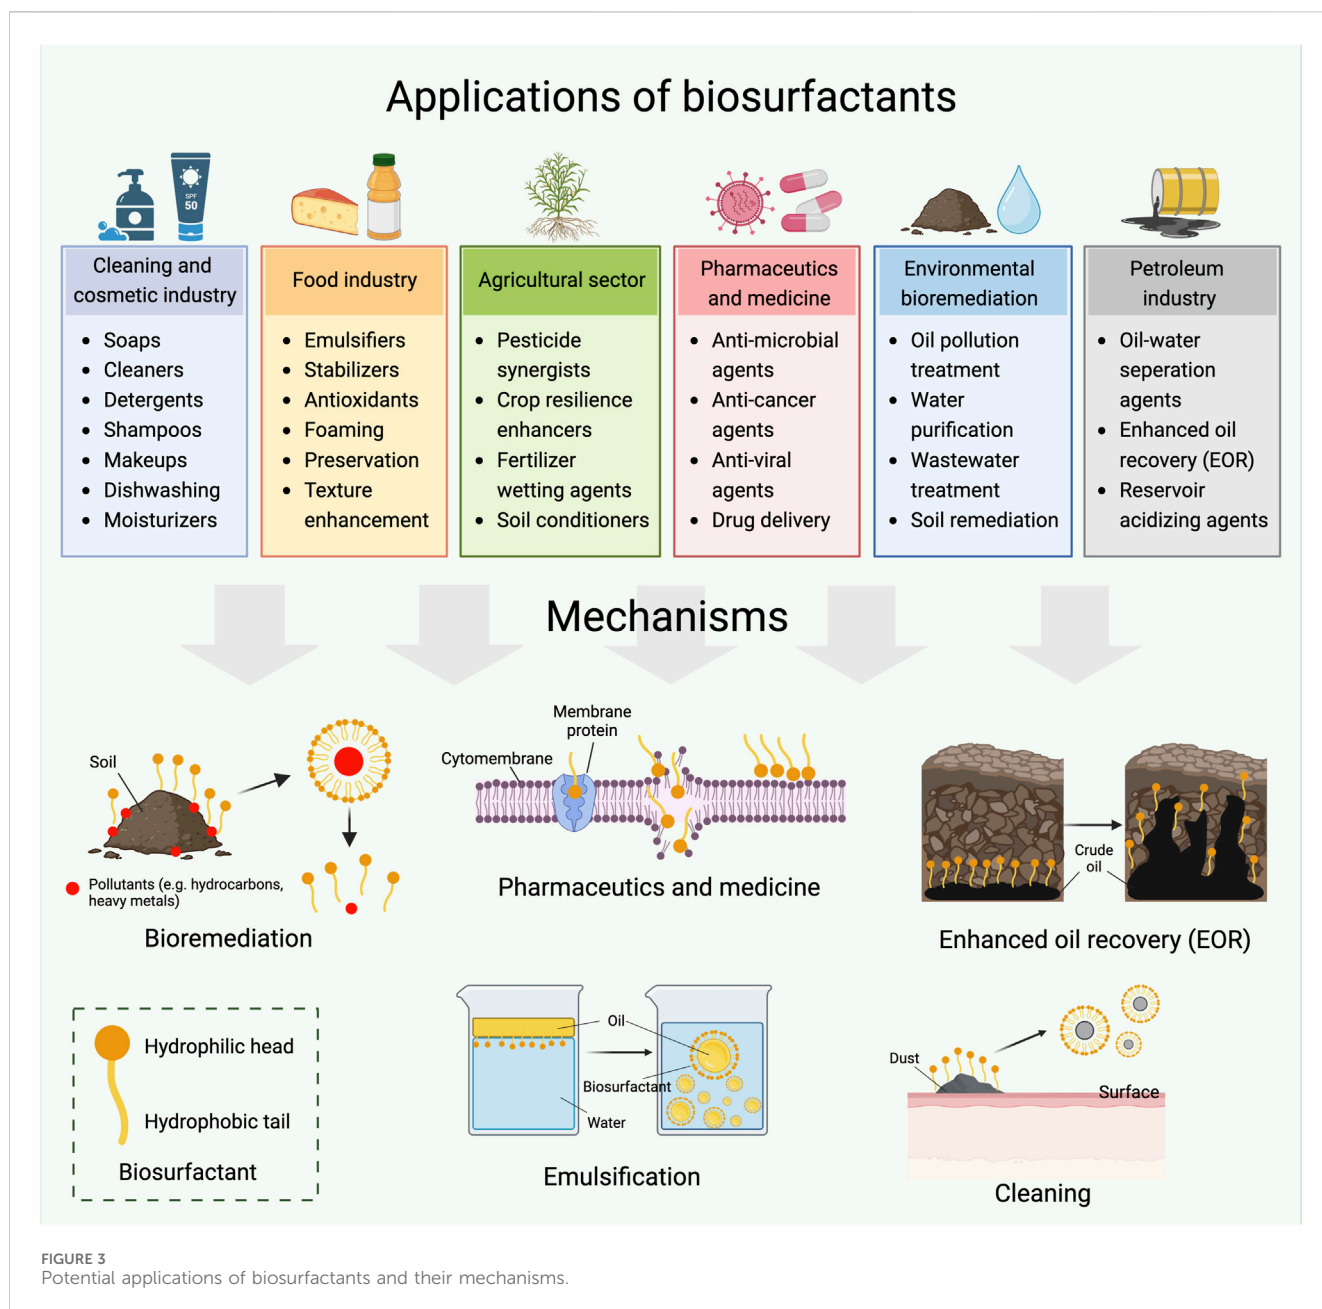 Applications of biosurfactants
SPF
50
Cleaning and
cosmetic industry
• Soaps
• Cleaners
• Detergents
• Shampoos
• Makeups
• Dishwashing
• Moisturizers
Food industry
• Emulsifiers
• Stabilizers
• Antioxidants
• Foaming
• Preservation
• Texture
enhancement
Agricultural sector
• Pesticide
synergists
• Crop resilience
enhancers
• Fertilizer
wetting agents
• Soil conditioners
Pharmaceutics
and medicine
• Anti-microbial
agents
• Anti-cancer
agents
• Anti-viral
agents
• Drug delivery
Environmental
bioremediation
• Oil pollution
treatment
• Water
purification
• Wastewater
treatment
• Soil remediation
Petroleum
industry
• Oil-water
seperation
agents
• Enhanced oil
recovery (EOR)
• Reservoir
acidizing agents
Mechanisms
Soil
Pollutants (e.g. hydrocarbons,
heavy metals)
Bioremediation
Membrane
protein
Cytomembrane
Pharmaceutics and medicine
Crude
oil
Enhanced oil recovery (EOR)
Hydrophilic head
Hydrophobic tail
Biosurfactant
Oil
Biosurfactant
Water
Emulsification
Dust
Surface
Cleaning
FIGURE 3
Potential applications of biosurfactants and their mechanisms.